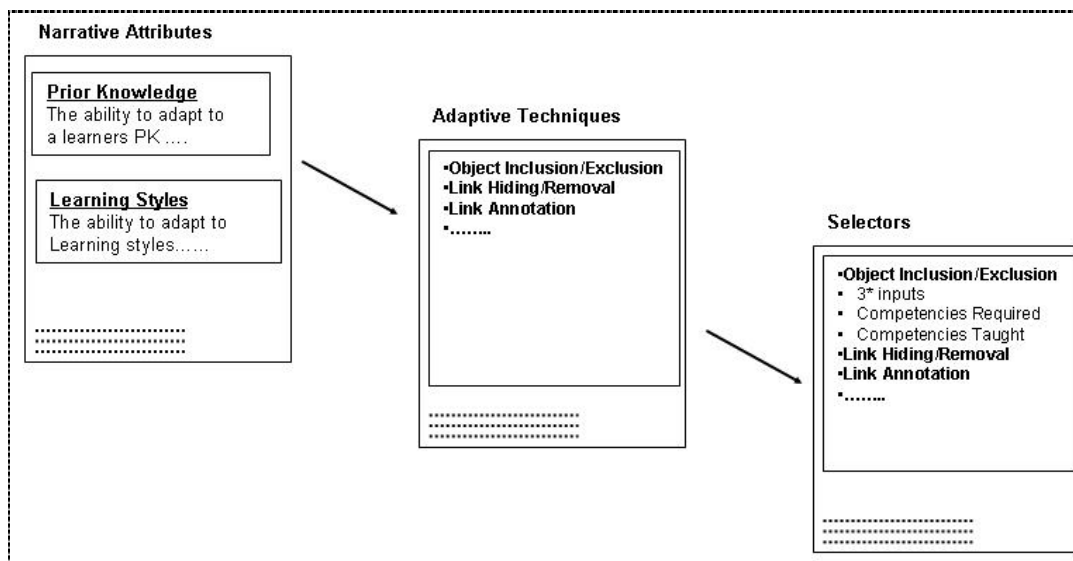 Narrative Attributes
Prior Knowledge
The ability to adapt to
a learners PK ....
Learning Styles
The ability to adapt to
Learning styles......
Adaptive Techniques
▪Object Inclusion/Exclusion
▪Link Hiding/Removal
▪Link Annotation
▪........
Selectors
▪Object Inclusion/Exclusion
▪ 3* inputs
▪ Competencies Required
▪ Competencies Taught
▪Link Hiding/Removal
▪Link Annotation
▪........